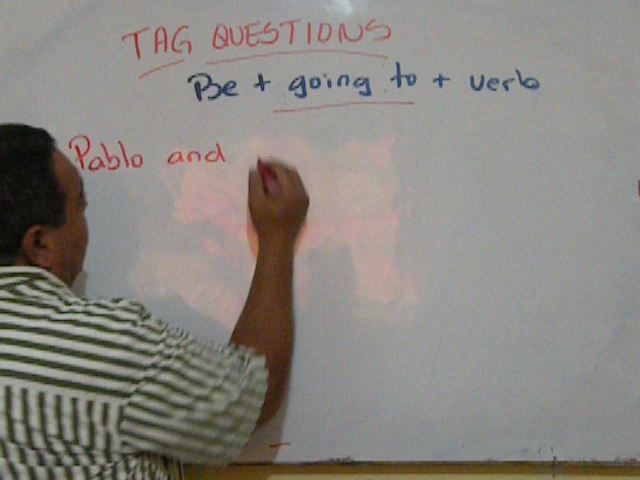 TAG QUESTIONS
Be + going to + verb
Pablo and